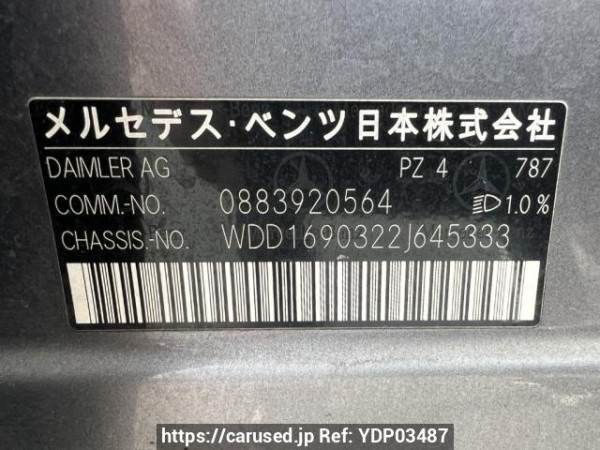 メルセデス・ベンツ日本株式会社
DAIMLER AG PZ 4 787
COMM.-NO. 0883920564 1.0%
CHASSIS.-NO. WDD1690322J645333
https://carused.jp Ref: YDP03487